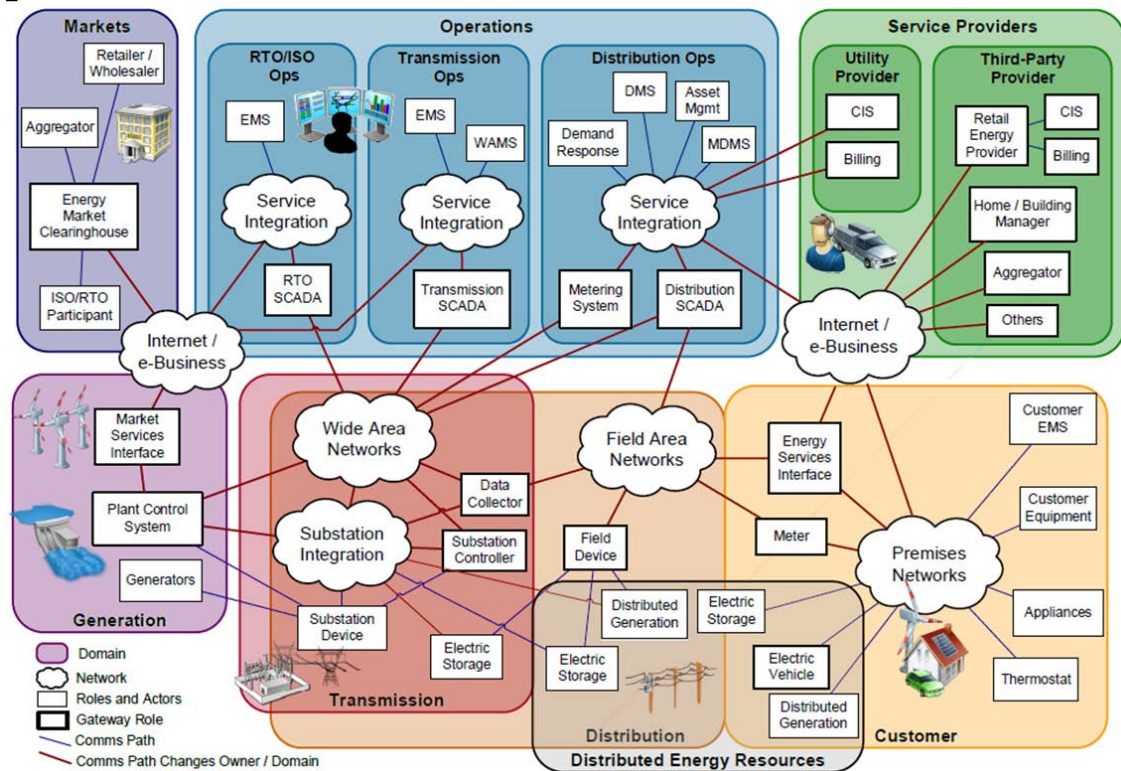 Markets
Retailer /
Wholesaler
Aggregator
Energy
Market
Clearinghouse
ISO/RTO
Participant
Operations
RTO/ISO
Ops
EMS
Service
Integration
RTO
SCADA
Transmission
Ops
EMS
WAMS
Service
Integration
Transmission
SCADA
Distribution Ops
DMS
Asset
Mgmt
Demand
Response
MDMS
Service
Integration
Metering
System
Distribution
SCADA
Service Providers
Utility
Provider
CIS
Billing
Third-Party
Provider
Retail
Energy
Provider
CIS
Billing
Home / Building
Manager
Aggregator
Others
Internet /
e-Business
Internet /
e-Business
Market
Services
Interface
Plant Control
System
Generators
Generation
Wide Area
Networks
Substation
Integration
Data
Collector
Substation
Controller
Substation
Device
Electric
Storage
Transmission
Field Area
Networks
Field
Device
Distributed
Generation
Electric
Storage
Distribution
Energy
Services
Interface
Meter
Premises
Networks
Customer
EMS
Customer
Equipment
Appliances
Thermostat
Electric
Storage
Electric
Vehicle
Distributed
Generation
Customer
Distributed Energy Resources
Domain
Network
Roles and Actors
Gateway Role
Comms Path
Comms Path Changes Owner / Domain